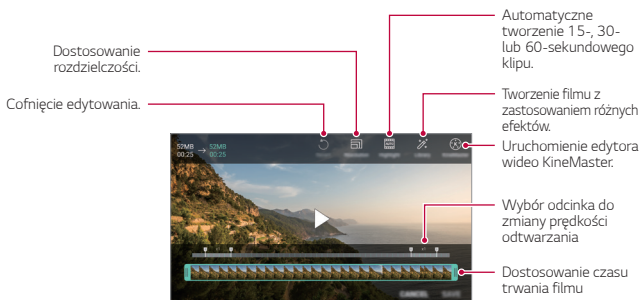 Automatyczne
tworzenie 15-, 30-
lub 60-sekundowego
klipu.
Dostosowanie
rozdzielczości.
Cofnięcie edytowania.
Tworzenie filmu z
zastosowaniem różnych
efektów.
Uruchomienie edytora
wideo KineMaster.
52MB → 52MB
00:25 00:25
Wybór odcinka do
zmiany prędkości
odtwarzania
Dostosowanie czasu
trwania filmu
CANCEL SAVE